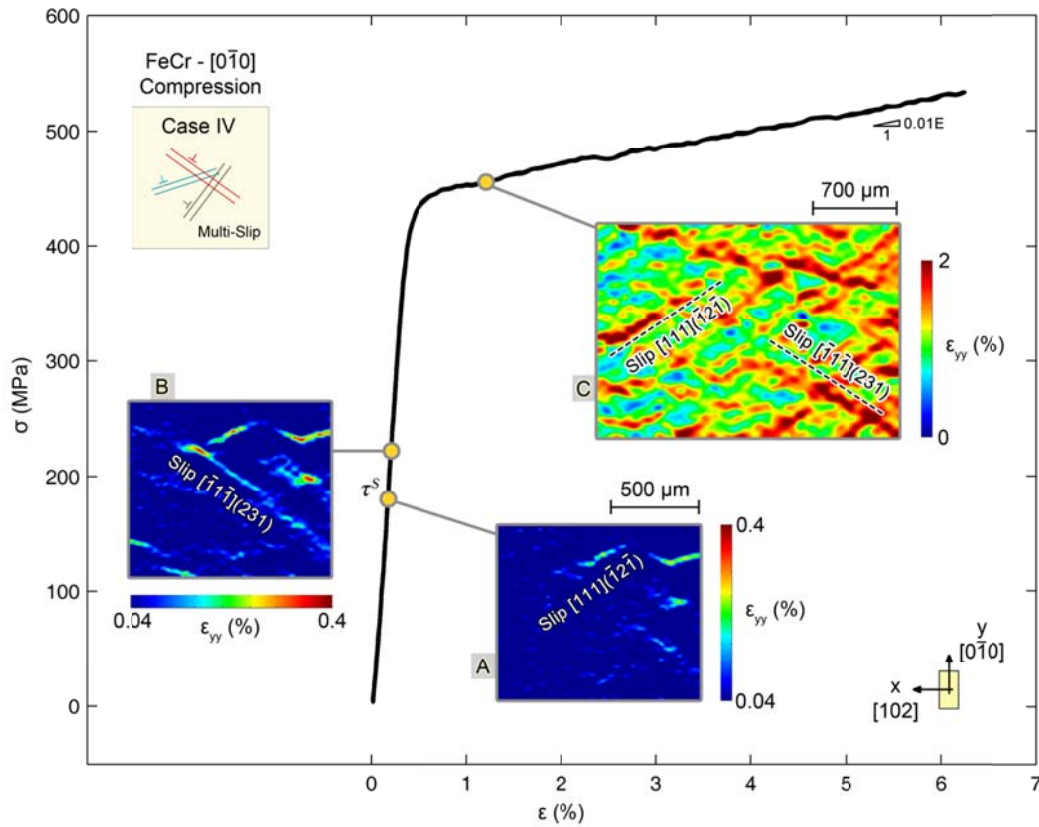 600
500
400
300
200
100
0
σ (MPa)
0
1
2
3
4
5
6
7
ε (%)
FeCr - [01̄0]
Compression
Case IV
Multi-Slip
0.01E
1
700 μm
Slip [111](1̄21̄)
Slip [1̄11̄](231)
C
2
ε_yy (%)
0
B
Slip [1̄11̄](231)
0.04
0.4
ε_yy (%)
τ^S
500 μm
Slip [111](1̄21̄)
A
0.4
ε_yy (%)
0.04
y
[01̄0]
x
[102]